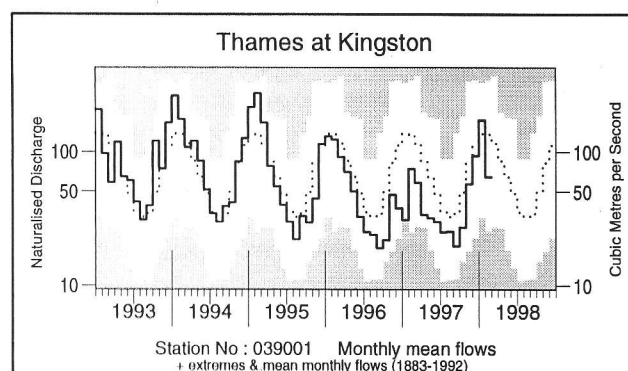 Thames at Kingston
Naturalised Discharge
100
50
10
1993 1994 1995 1996 1997 1998
100
50
10
Cubic Metres per Second
Station No : 039001 Monthly mean flows
+ extremes & mean monthly flows (1883-1992)